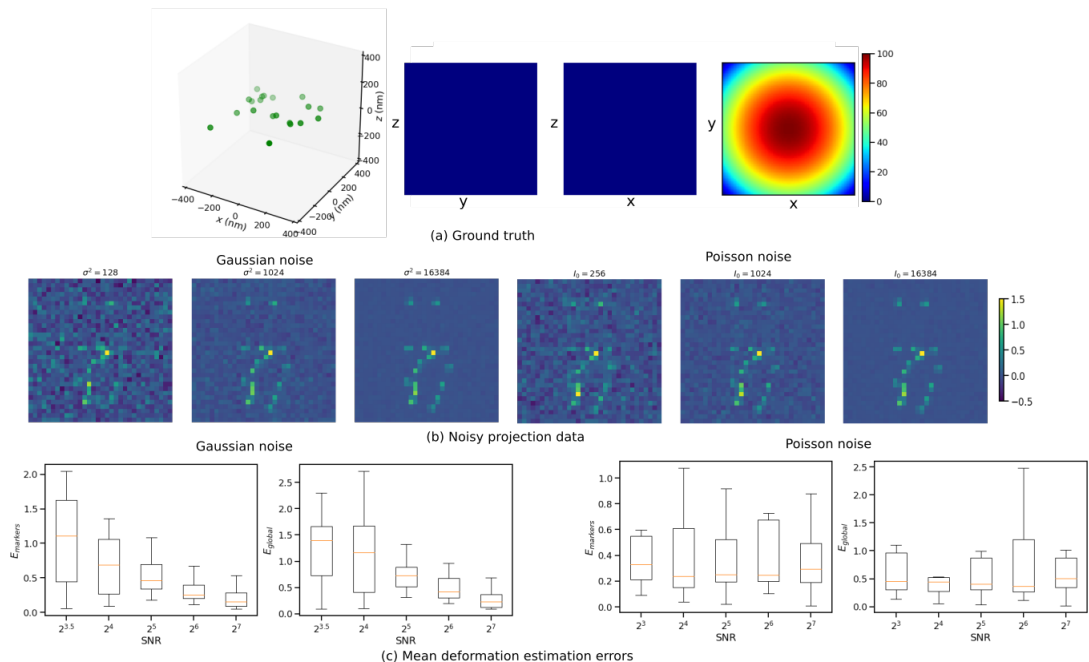 400
200
0
−200
−400
z (nm)
−400
−200
0
200
400
x (nm)
−400
−200
0
200
400
y (nm)
z
y
z
x
y
x
100
80
60
40
20
0
(a) Ground truth
Gaussian noise
Poisson noise
σ² = 128
σ² = 1024
σ² = 16384
I₀ = 256
I₀ = 1024
I₀ = 16384
1.5
1.0
0.5
0.0
−0.5
(b) Noisy projection data
Gaussian noise
Poisson noise
E_markers
2.0
1.5
1.0
0.5
0.0
2^3.5 2^4 2^5 2^6 2^7
SNR
E_global
2.5
2.0
1.5
1.0
0.5
0.0
2^3.5 2^4 2^5 2^6 2^7
SNR
E_markers
1.0
0.8
0.6
0.4
0.2
0.0
2^3 2^4 2^5 2^6 2^7
SNR
E_global
2.5
2.0
1.5
1.0
0.5
0.0
2^3 2^4 2^5 2^6 2^7
SNR
(c) Mean deformation estimation errors